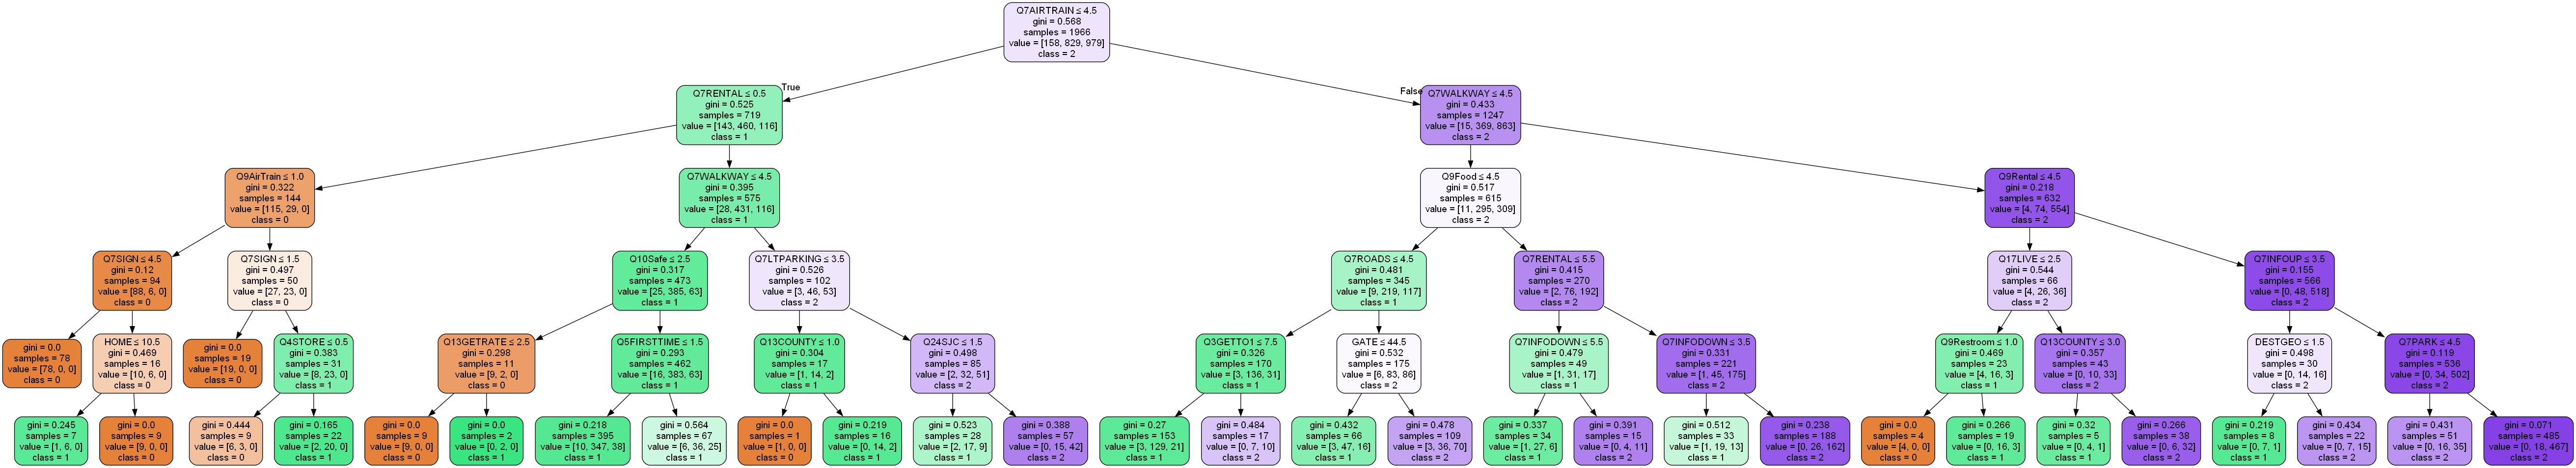 Q7AIRTRAIN ≤ 4.5
gini = 0.568
samples = 1966
value = [158, 829, 979]
class = 2
True
False
Q7RENTAL ≤ 0.5
gini = 0.525
samples = 719
value = [143, 460, 116]
class = 1
Q7WALKWAY ≤ 4.5
gini = 0.433
samples = 1247
value = [15, 369, 863]
class = 2
Q9AirTrain ≤ 1.0
gini = 0.322
samples = 144
value = [115, 29, 0]
class = 0
Q7WALKWAY ≤ 4.5
gini = 0.395
samples = 575
value = [28, 431, 116]
class = 1
Q9Food ≤ 4.5
gini = 0.517
samples = 615
value = [11, 295, 309]
class = 2
Q9Rental ≤ 4.5
gini = 0.218
samples = 632
value = [4, 74, 554]
class = 2
Q7SIGN ≤ 4.5
gini = 0.12
samples = 94
value = [88, 6, 0]
class = 0
Q7SIGN ≤ 1.5
gini = 0.497
samples = 50
value = [27, 23, 0]
class = 0
Q10Safe ≤ 2.5
gini = 0.317
samples = 473
value = [25, 385, 63]
class = 1
Q7LTPARKING ≤ 3.5
gini = 0.526
samples = 102
value = [3, 46, 53]
class = 2
Q7ROADS ≤ 4.5
gini = 0.481
samples = 345
value = [9, 219, 117]
class = 1
Q7RENTAL ≤ 5.5
gini = 0.415
samples = 270
value = [2, 76, 192]
class = 2
Q17LIVE ≤ 2.5
gini = 0.544
samples = 66
value = [4, 26, 36]
class = 2
Q7INFOUP ≤ 3.5
gini = 0.155
samples = 566
value = [0, 48, 518]
class = 2
gini = 0.0
samples = 78
value = [78, 0, 0]
class = 0
HOME ≤ 10.5
gini = 0.469
samples = 16
value = [10, 6, 0]
class = 0
gini = 0.0
samples = 19
value = [19, 0, 0]
class = 0
Q4STORE ≤ 0.5
gini = 0.383
samples = 31
value = [8, 23, 0]
class = 1
Q13GETRATE ≤ 2.5
gini = 0.298
samples = 11
value = [9, 2, 0]
class = 0
Q5FIRSTTIME ≤ 1.5
gini = 0.293
samples = 462
value = [16, 383, 63]
class = 1
Q13COUNTY ≤ 1.0
gini = 0.304
samples = 17
value = [1, 14, 2]
class = 1
Q24SJC ≤ 1.5
gini = 0.498
samples = 85
value = [2, 32, 51]
class = 2
Q3GETTO1 ≤ 7.5
gini = 0.326
samples = 170
value = [3, 136, 31]
class = 1
GATE ≤ 44.5
gini = 0.532
samples = 175
value = [6, 83, 86]
class = 2
Q7INFODOWN ≤ 5.5
gini = 0.479
samples = 49
value = [1, 31, 17]
class = 1
Q7INFODOWN ≤ 3.5
gini = 0.331
samples = 221
value = [1, 45, 175]
class = 2
Q9Restroom ≤ 1.0
gini = 0.469
samples = 23
value = [4, 16, 3]
class = 1
Q13COUNTY ≤ 3.0
gini = 0.357
samples = 43
value = [0, 10, 33]
class = 2
DESTGEO ≤ 1.5
gini = 0.498
samples = 30
value = [0, 14, 16]
class = 2
Q7PARK ≤ 4.5
gini = 0.119
samples = 536
value = [0, 34, 502]
class = 2
gini = 0.245
samples = 7
value = [1, 6, 0]
class = 1
gini = 0.0
samples = 9
value = [9, 0, 0]
class = 0
gini = 0.444
samples = 9
value = [6, 3, 0]
class = 0
gini = 0.165
samples = 22
value = [2, 20, 0]
class = 1
gini = 0.0
samples = 9
value = [9, 0, 0]
class = 0
gini = 0.0
samples = 2
value = [0, 2, 0]
class = 1
gini = 0.218
samples = 395
value = [10, 347, 38]
class = 1
gini = 0.564
samples = 67
value = [6, 36, 25]
class = 1
gini = 0.0
samples = 1
value = [1, 0, 0]
class = 0
gini = 0.219
samples = 16
value = [0, 14, 2]
class = 1
gini = 0.523
samples = 28
value = [2, 17, 9]
class = 1
gini = 0.388
samples = 57
value = [0, 15, 42]
class = 2
gini = 0.27
samples = 153
value = [3, 129, 21]
class = 1
gini = 0.484
samples = 17
value = [0, 7, 10]
class = 2
gini = 0.432
samples = 66
value = [3, 47, 16]
class = 1
gini = 0.478
samples = 109
value = [3, 36, 70]
class = 2
gini = 0.337
samples = 34
value = [1, 27, 6]
class = 1
gini = 0.391
samples = 15
value = [0, 4, 11]
class = 2
gini = 0.512
samples = 33
value = [1, 19, 13]
class = 1
gini = 0.238
samples = 188
value = [0, 26, 162]
class = 2
gini = 0.0
samples = 4
value = [4, 0, 0]
class = 0
gini = 0.266
samples = 19
value = [0, 16, 3]
class = 1
gini = 0.32
samples = 5
value = [0, 4, 1]
class = 1
gini = 0.266
samples = 38
value = [0, 6, 32]
class = 2
gini = 0.219
samples = 8
value = [0, 7, 1]
class = 1
gini = 0.434
samples = 22
value = [0, 7, 15]
class = 2
gini = 0.431
samples = 51
value = [0, 16, 35]
class = 2
gini = 0.071
samples = 485
value = [0, 18, 467]
class = 2